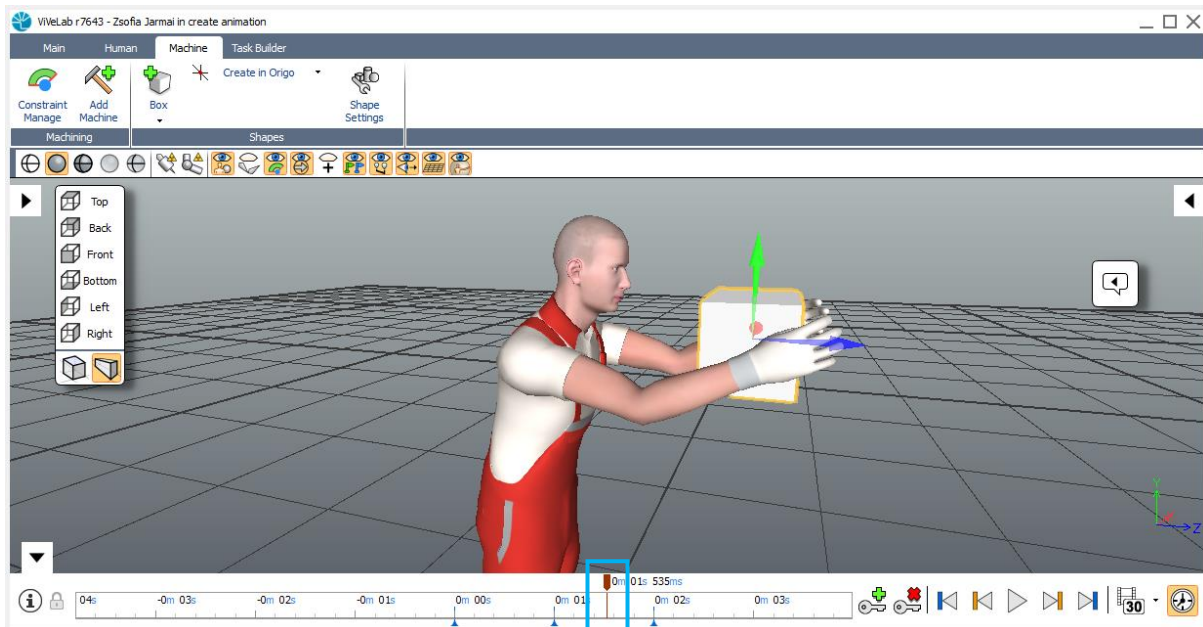 ViVeLab r7643 - Zsofia Jarmai in create animation
Main Human Machine Task Builder
Constraint Manage
Add Machine
Box
Create in Origo
Shape Settings
Machining Shapes
Top
Back
Front
Bottom
Left
Right
Y
Z
0m 01s 535ms
04s -0m 03s -0m 02s -0m 01s 0m 00s 0m 01s 0m 02s 0m 03s
30